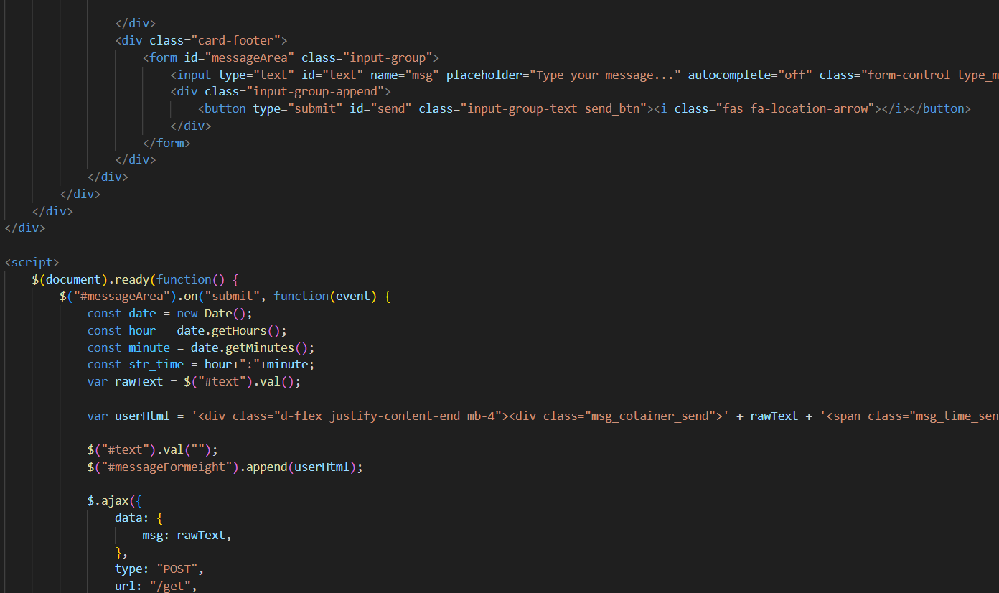 </div>
<div class="card-footer">
<form id="messageArea" class="input-group">
<input type="text" id="text" name="msg" placeholder="Type your message..." autocomplete="off" class="form-control type_m
<div class="input-group-append">
<button type="submit" id="send" class="input-group-text send_btn"><i class="fas fa-location-arrow"></i></button>
</div>
</form>
</div>
</div>
</div>
</div>
</div>
<script>
$(document).ready(function() {
$("#messageArea").on("submit", function(event) {
const date = new Date();
const hour = date.getHours();
const minute = date.getMinutes();
const str_time = hour+":"+minute;
var rawText = $("#text").val();
var userHtml = '<div class="d-flex justify-content-end mb-4"><div class="msg_cotainer_send">' + rawText + '<span class="msg_time_sen
$("#text").val("");
$("#messageFormeight").append(userHtml);
$.ajax({
data: {
msg: rawText,
},
type: "POST",
url: "/get",